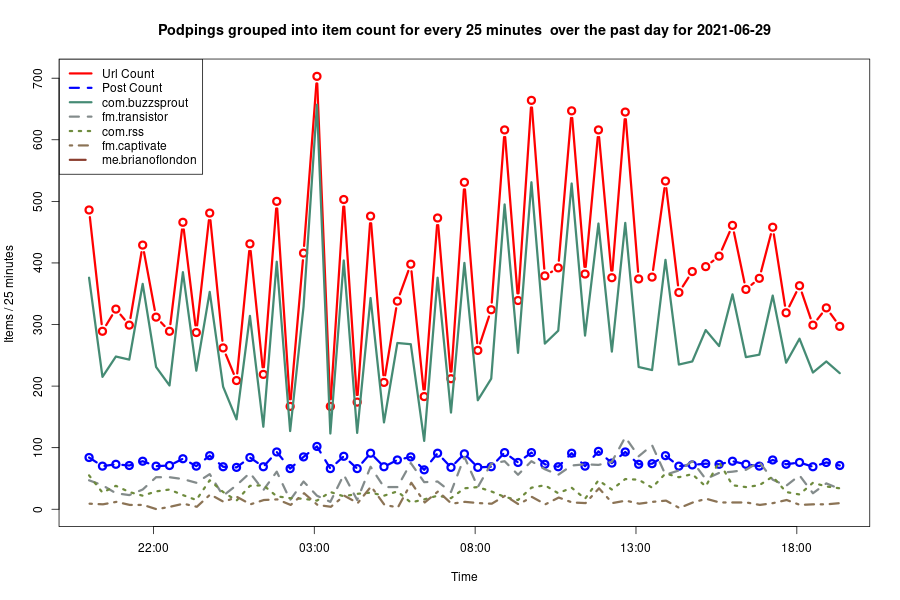 Podpings grouped into item count for every 25 minutes  over the past day for 2021-06-29
Url Count
Post Count
com.buzzsprout
fm.transistor
com.rss
fm.captivate
me.brianoflondon
700
600
500
400
300
200
100
0
Items / 25 minutes
22:00 03:00 08:00 13:00 18:00
Time